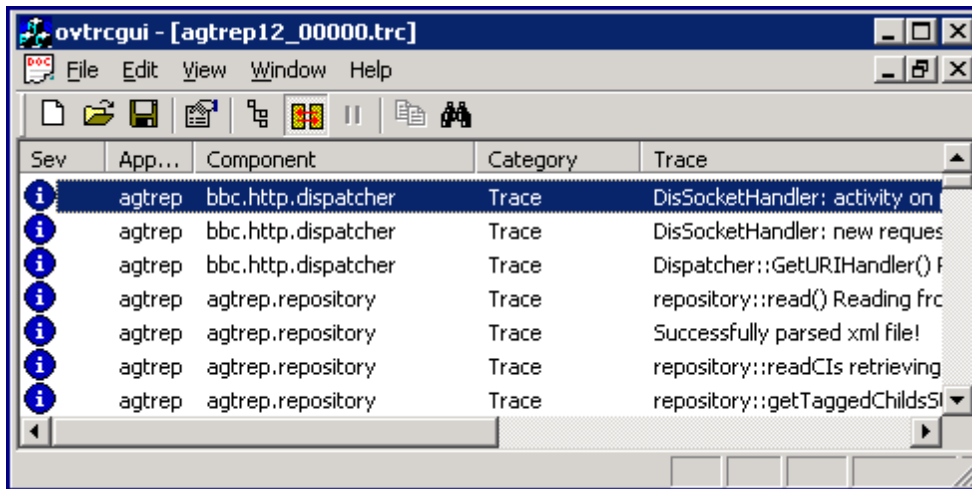 ovtrcgui - [agtrep12_00000.trc]
DOC File Edit View Window Help
Sev App... Component Category Trace
agtrep bbc.http.dispatcher Trace DisSocketHandler: activity on
agtrep bbc.http.dispatcher Trace DisSocketHandler: new reques
agtrep bbc.http.dispatcher Trace Dispatcher::GetURIHandler()
agtrep agtrep.repository Trace repository::read() Reading fro
agtrep agtrep.repository Trace Successfully parsed xml file!
agtrep agtrep.repository Trace repository::readCIs retrieving
agtrep agtrep.repository Trace repository::getTaggedChildsS